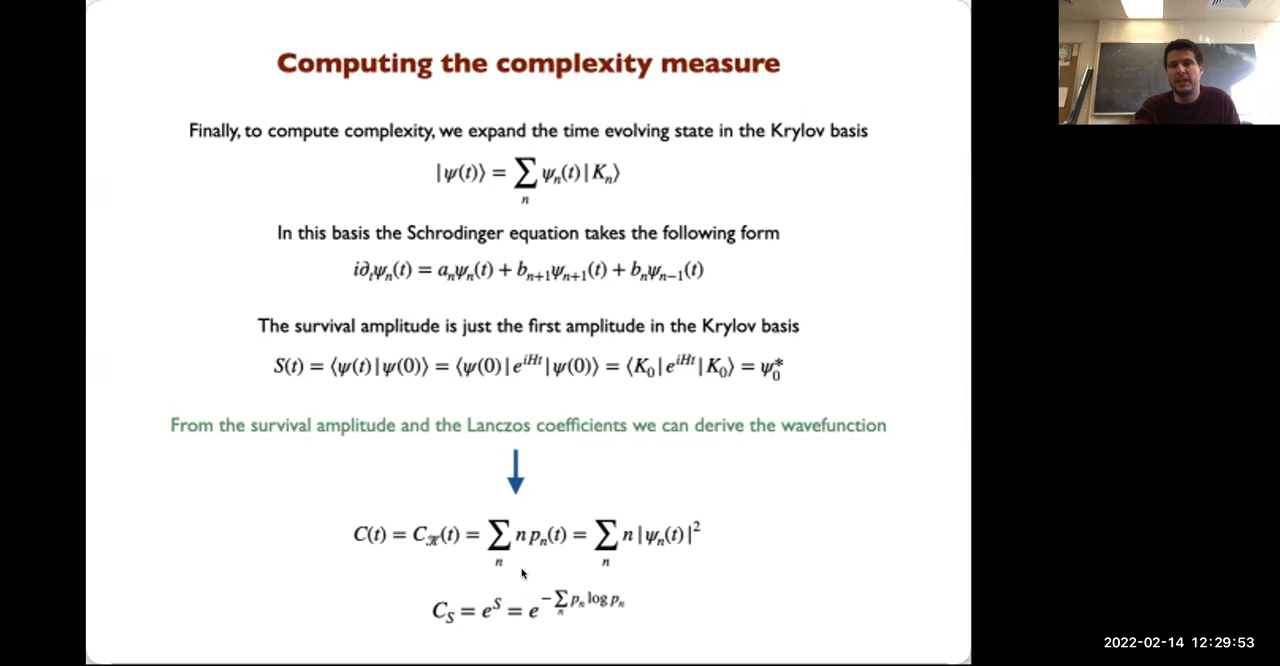 Computing the complexity measure
Finally, to compute complexity, we expand the time evolving state in the Krylov basis
|ψ(t)⟩ = ∑ₙ ψₙ(t)|Kₙ⟩
In this basis the Schrodinger equation takes the following form
i∂ₜψₙ(t) = aₙψₙ(t) + bₙ₊₁ψₙ₊₁(t) + bₙψₙ₋₁(t)
The survival amplitude is just the first amplitude in the Krylov basis
S(t) = ⟨ψ(t)|ψ(0)⟩ = ⟨ψ(0)|e^{iHt}|ψ(0)⟩ = ⟨K₀|e^{iHt}|K₀⟩ = ψ₀*
From the survival amplitude and the Lanczos coefficients we can derive the wavefunction
C(t) = C_𝒦(t) = ∑ₙ n pₙ(t) = ∑ₙ n|ψₙ(t)|²
C_S = e^S = e^{−∑ₙ pₙ log pₙ}
2022-02-14 12:29:53